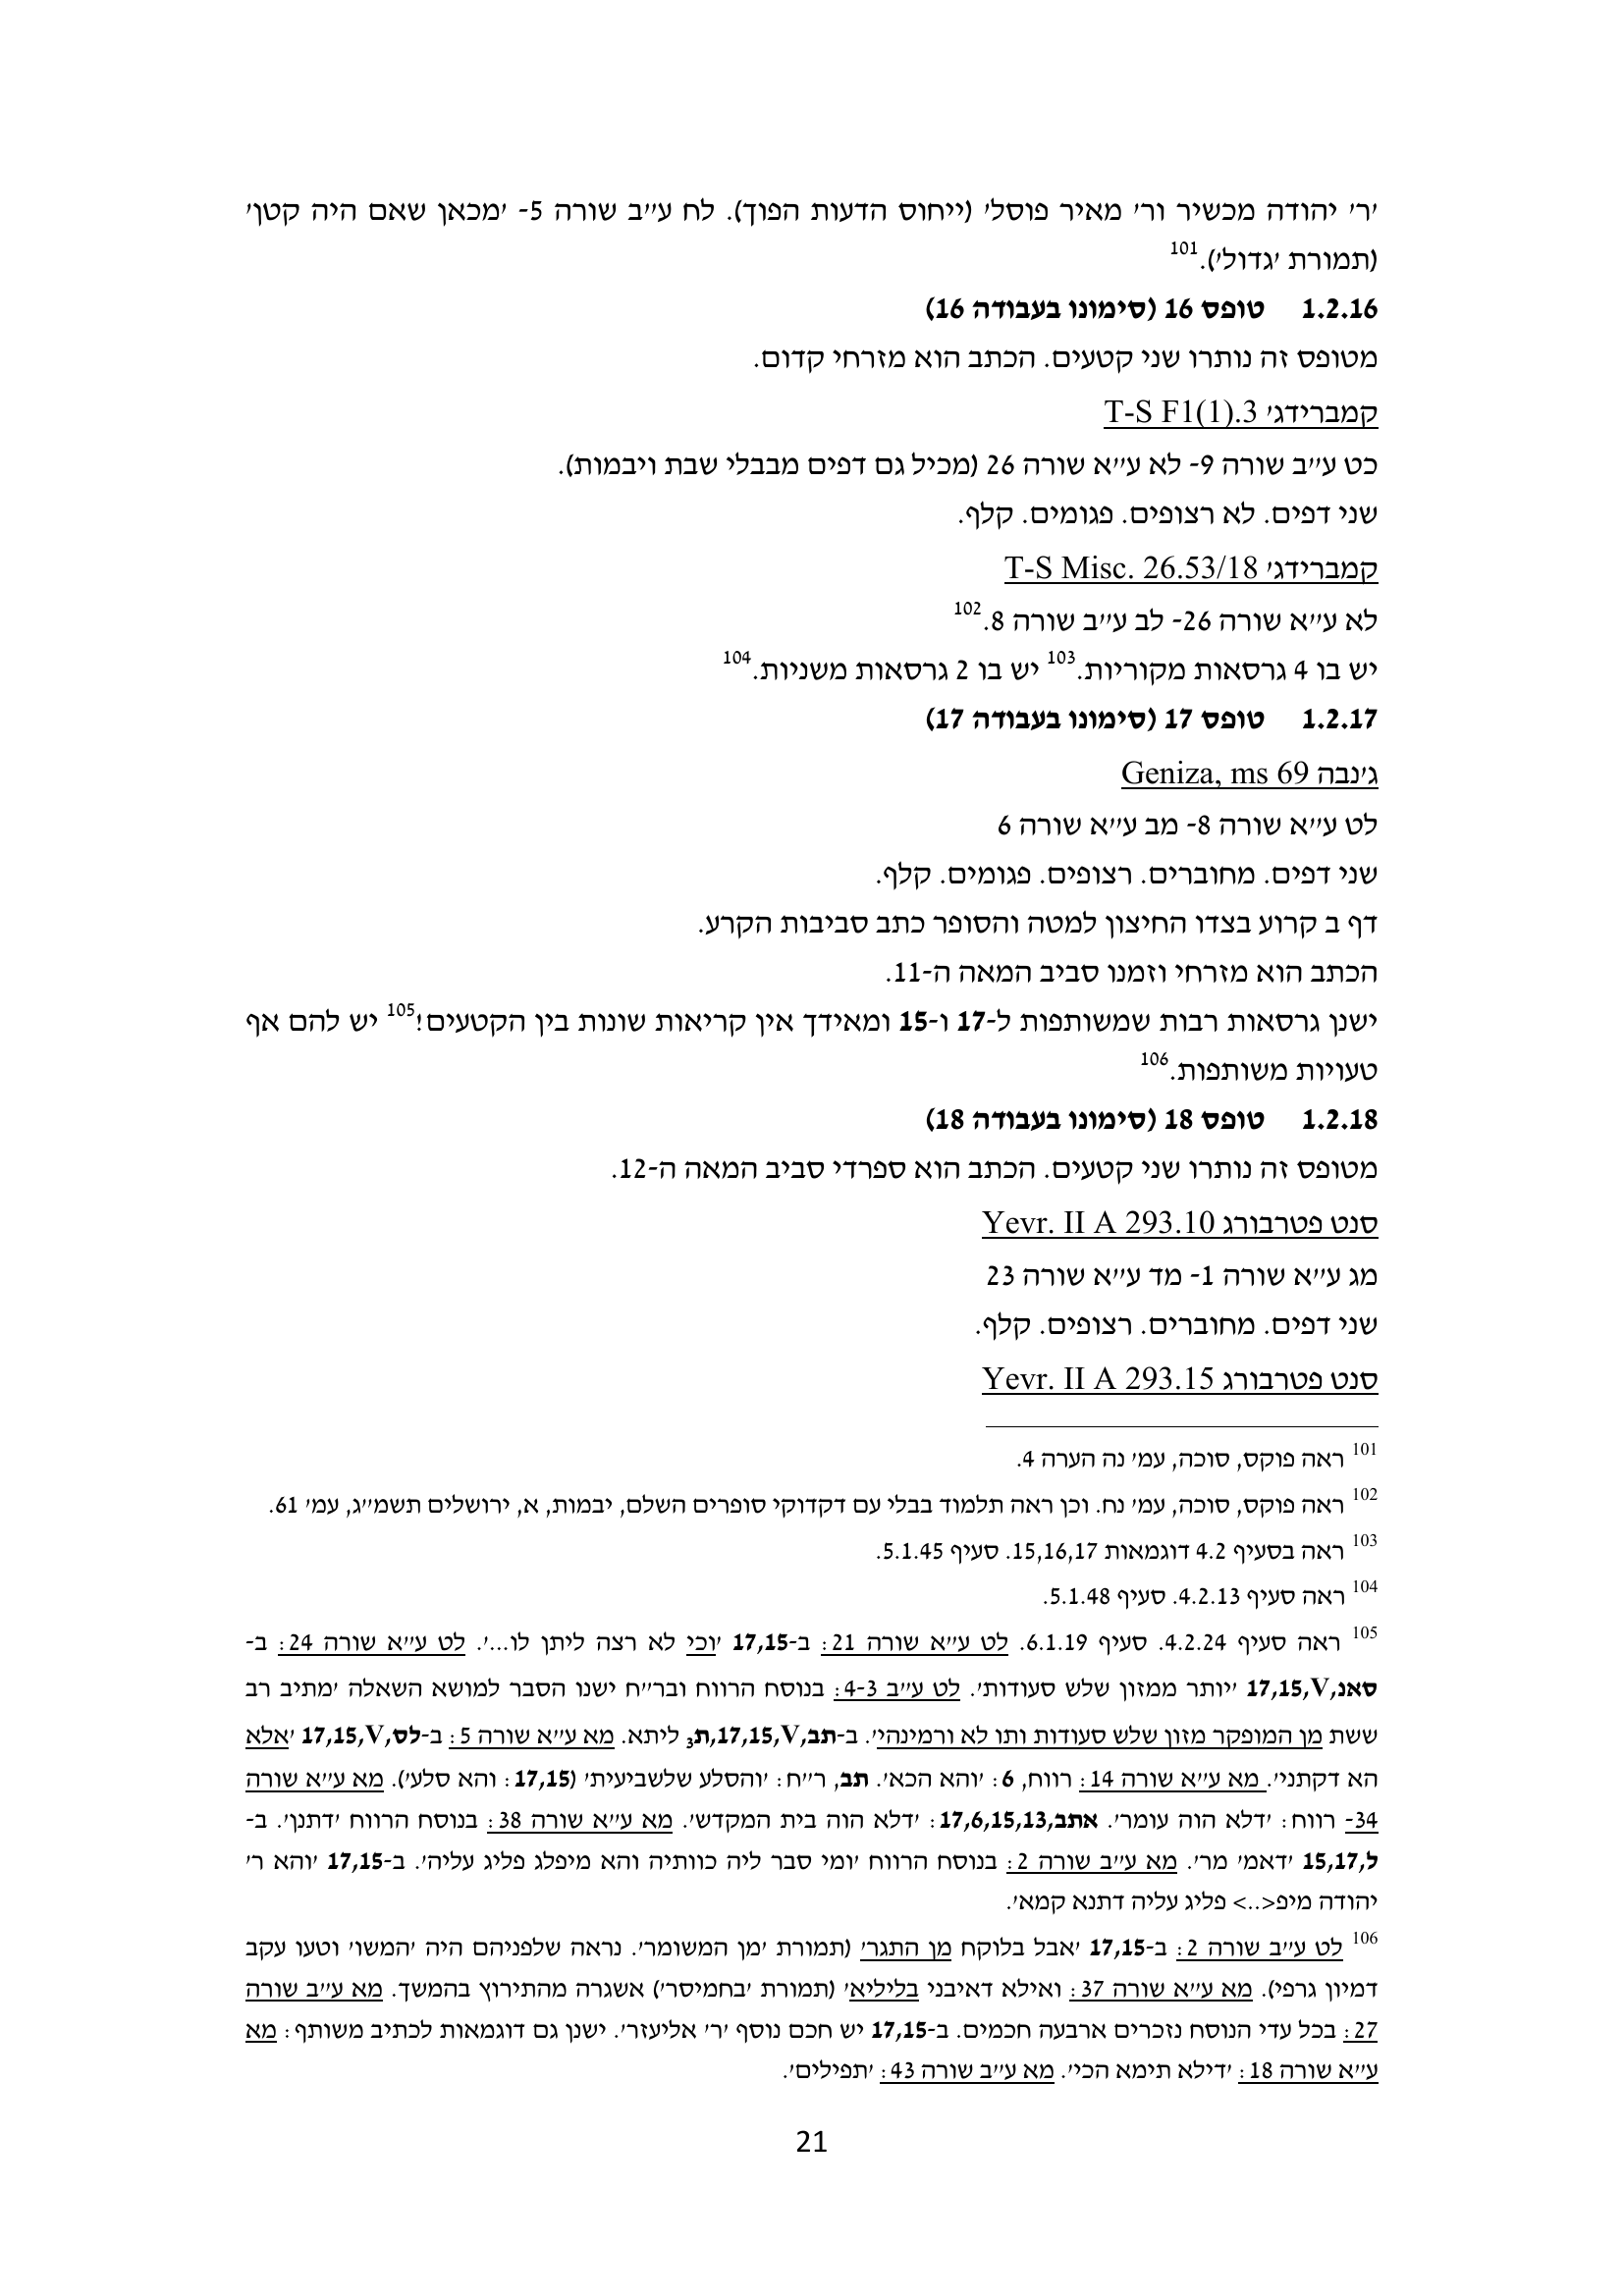 'ר' יהודה מכשיר ור' מאיר פוסל' (ייחוס הדעות הפוך). לח ע"ב שורה 5- 'מכאן שאם היה קטן'
(תמורת 'גדול').101
1.2.16 טופס 16 (סימונו בעבודה 16)
מטופס זה נותרו שני קטעים. הכתב הוא מזרחי קדום.
קמברידג' T-S F1(1).3
כט ע"ב שורה 9- לא ע"א שורה 26 (מכיל גם דפים מבבלי שבת ויבמות).
שני דפים. לא רצופים. פגומים. קלף.
קמברידג' T-S Misc. 26.53/18
לא ע"א שורה 26- לב ע"ב שורה 8.102
יש בו 4 גרסאות מקוריות.103 יש בו 2 גרסאות משניות.104
1.2.17 טופס 17 (סימונו בעבודה 17)
ג'נבה Geniza, ms 69
לט ע"א שורה 8- מב ע"א שורה 6
שני דפים. מחוברים. רצופים. פגומים. קלף.
דף ב קרוע בצדו החיצון למטה והסופר כתב סביבות הקרע.
הכתב הוא מזרחי וזמנו סביב המאה ה-11.
ישנן גרסאות רבות שמשותפות ל-17 ו-15 ומאידך אין קריאות שונות בין הקטעים!105 יש להם אף
טעויות משותפות.106
1.2.18 טופס 18 (סימונו בעבודה 18)
מטופס זה נותרו שני קטעים. הכתב הוא ספרדי סביב המאה ה-12.
סנט פטרבורג Yevr. II A 293.10
מג ע"א שורה 1- מד ע"א שורה 23
שני דפים. מחוברים. רצופים. קלף.
סנט פטרבורג Yevr. II A 293.15
101 ראה פוקס, סוכה, עמ' נה הערה 4.
102 ראה פוקס, סוכה, עמ' נח. וכן ראה תלמוד בבלי עם דקדוקי סופרים השלם, יבמות, א, ירושלים תשמ"ג, עמ' 61.
103 ראה בסעיף 4.2 דוגמאות 15,16,17. סעיף 5.1.45.
104 ראה סעיף 4.2.13. סעיף 5.1.48.
105 ראה סעיף 4.2.24. סעיף 6.1.19. לט ע"א שורה 21: ב-17,15 'וכי לא רצה ליתן לו...'. לט ע"א שורה 24: ב-
סאנ,V,17,15 'יותר ממזון שלש סעודות'. לט ע"ב 4-3: בנוסח הרווח ובר"ח ישנו הסבר למושא השאלה 'מתיב רב
ששת מן המופקר מזון שלש סעודות ותו לא ורמינהי'. ב-תב,V,17,15,ת3 ליתא. מא ע"א שורה 5: ב-לס,V,17,15 'אלא
הא דקתני'. מא ע"א שורה 14: רווח, 6: 'והא הכא'. תב, ר"ח: 'והסלע שלשביעית' (17,15: והא סלע'). מא ע"א שורה
34- רווח: 'דלא הוה עומר'. אתב,17,6,15,13: 'דלא הוה בית המקדש'. מא ע"א שורה 38: בנוסח הרווח 'דתנן'. ב-
ל,15,17 'דאמ' מר'. מא ע"ב שורה 2: בנוסח הרווח 'ומי סבר ליה כוותיה והא מיפלג פליג עליה'. ב-17,15 'והא ר'
יהודה מיפ<..> פליג עליה דתנא קמא'.
106 לט ע"ב שורה 2: ב-17,15 'אבל בלוקח מן התגר' (תמורת 'מן המשומר'. נראה שלפניהם היה 'המשו' וטעו עקב
דמיון גרפי). מא ע"א שורה 37: ואילא דאיבני בליליא' (תמורת 'בחמיסר') אשגרה מהתירוץ בהמשך. מא ע"ב שורה
27: בכל עדי הנוסח נזכרים ארבעה חכמים. ב-17,15 יש חכם נוסף 'ר' אליעזר'. ישנן גם דוגמאות לכתיב משותף: מא
ע"א שורה 18: 'דילא תימא הכי'. מא ע"ב שורה 43: 'תפילים'.
21